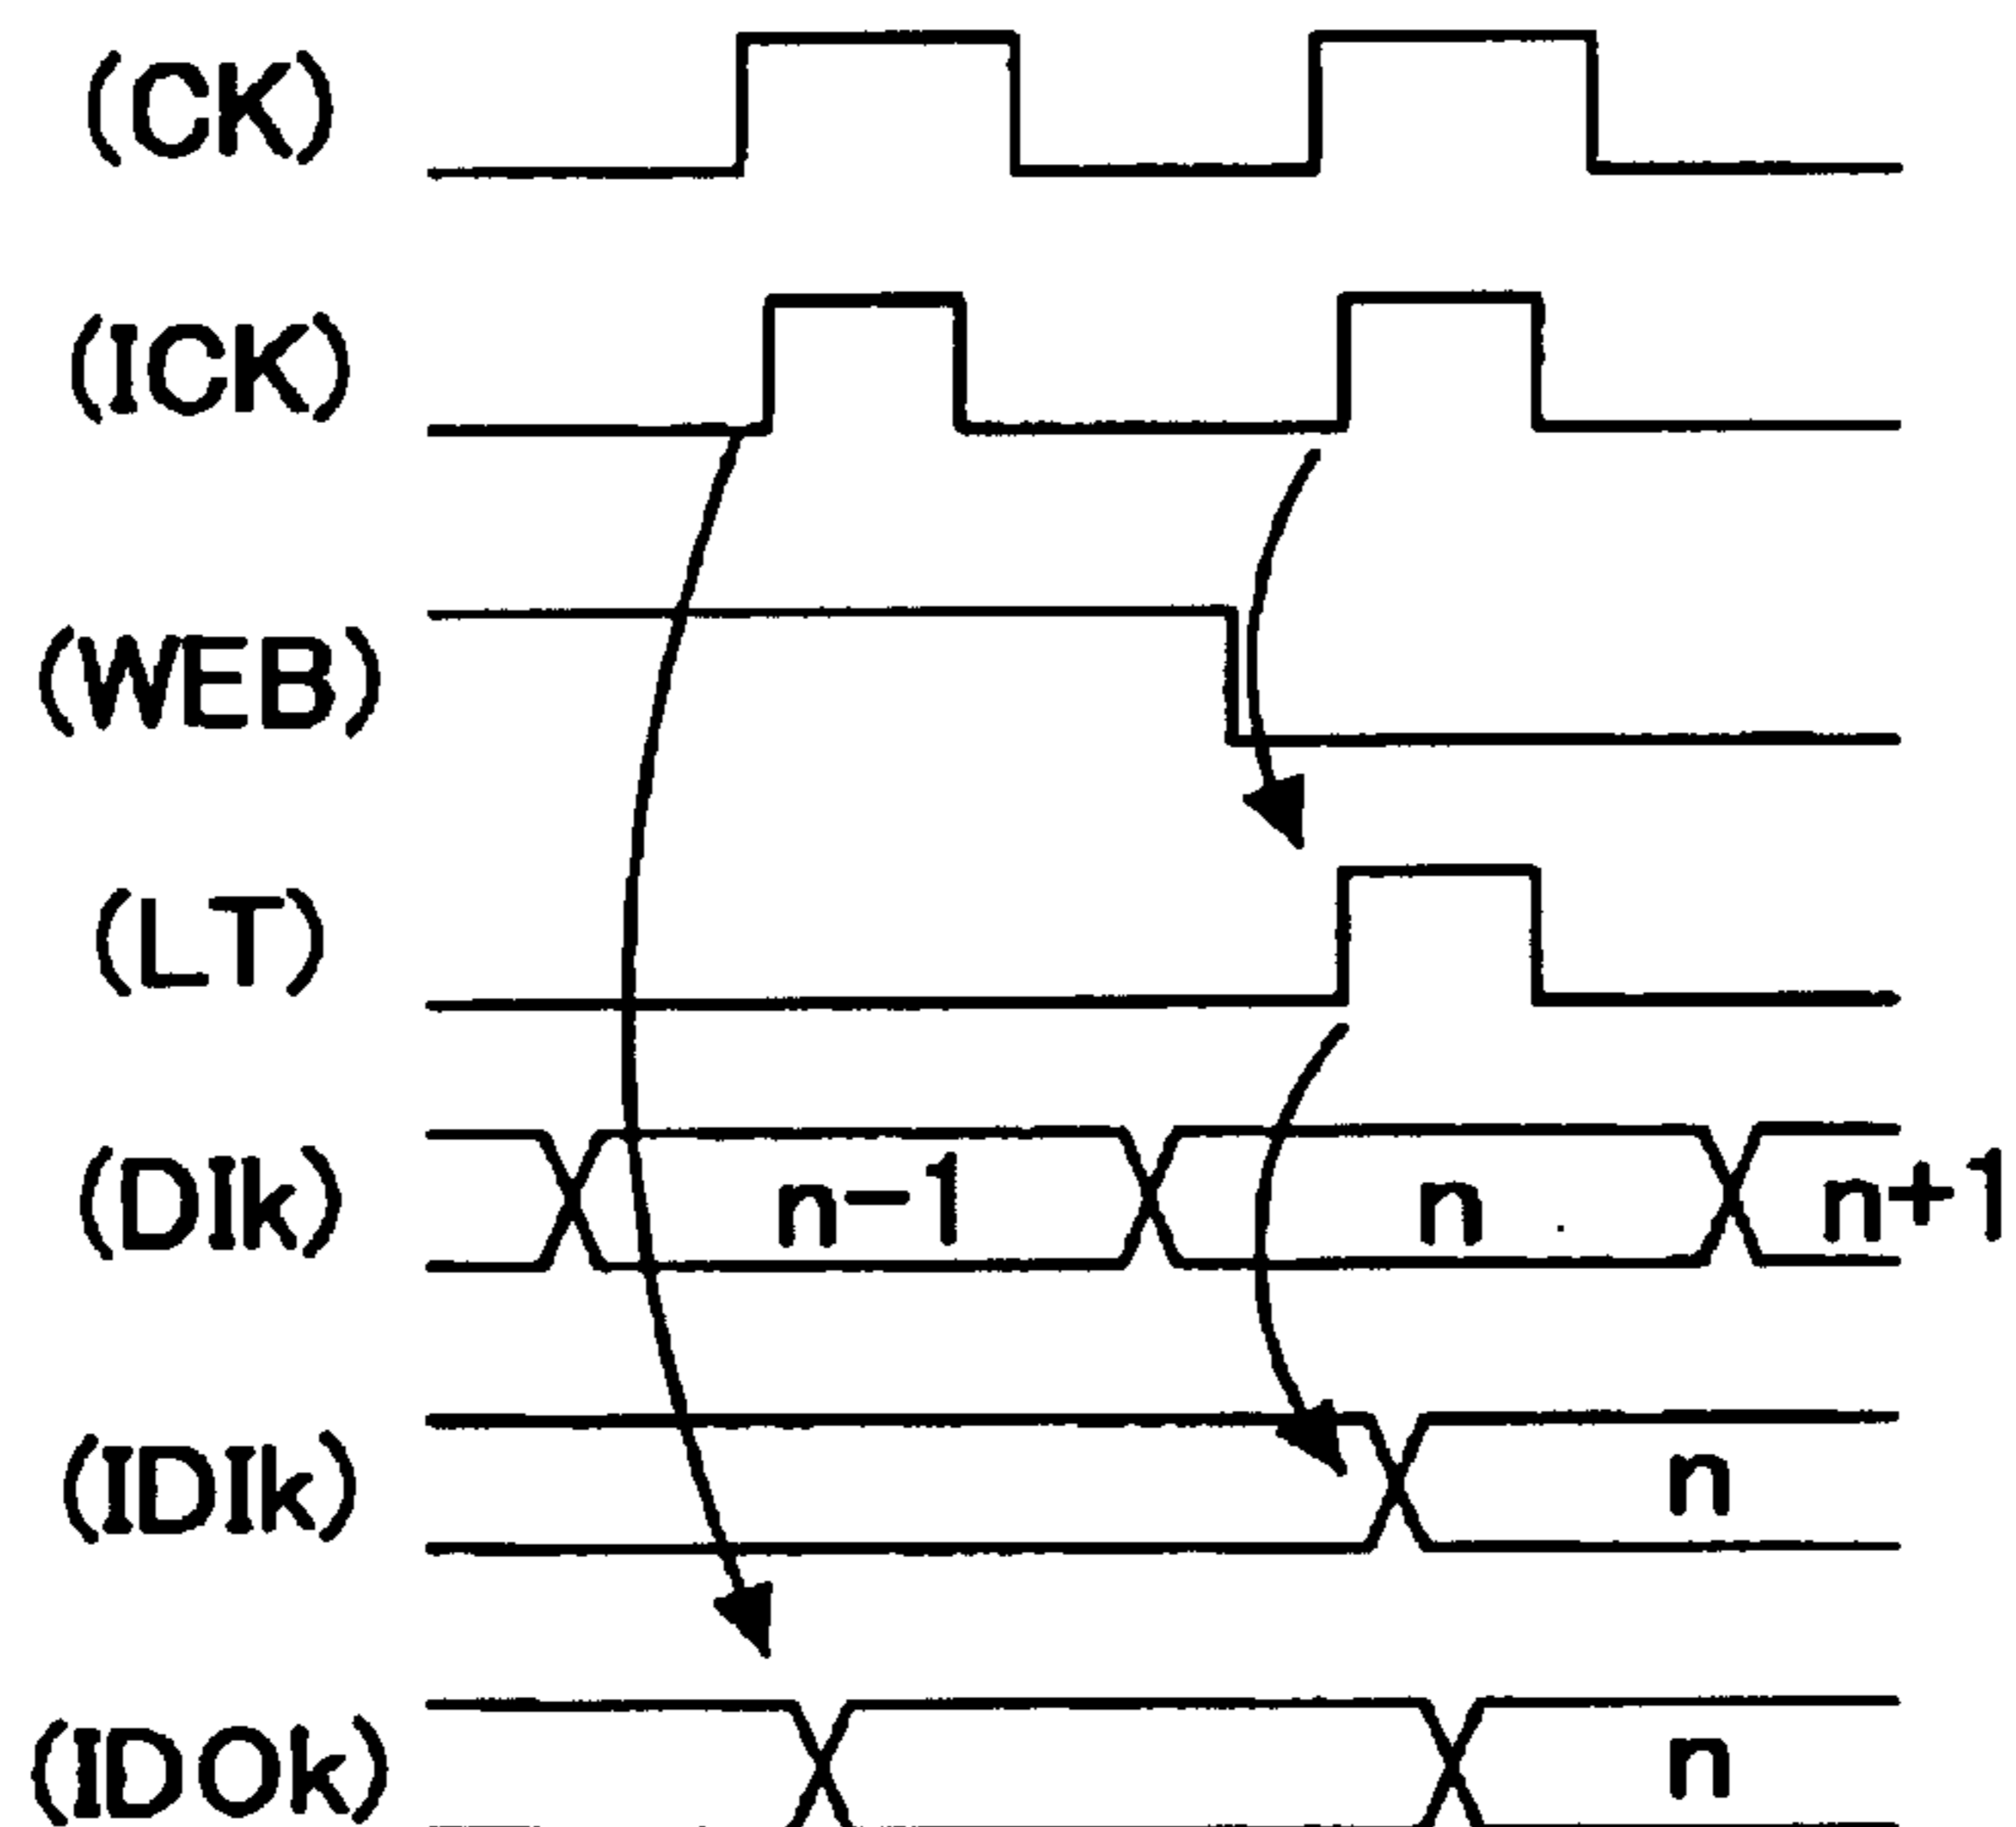 (CK)
(ICK)
(WEB)
(LT)
(DIk) n-1 n n+1
(IDIk) n
(IDOk) n